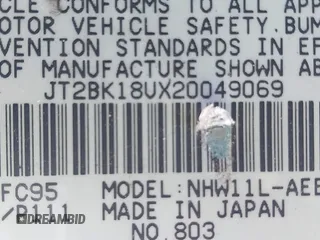 CLE CONFORMS TO ALL APP
OTOR VEHICLE SAFETY, BUM
VENTION STANDARDS IN EF
OF MANUFACTURE SHOWN AB
JT2BK18UX20049069
FC95 MODEL: NHW11L-AEE
/B111 MADE IN JAPAN
NO.803
DREAMBID